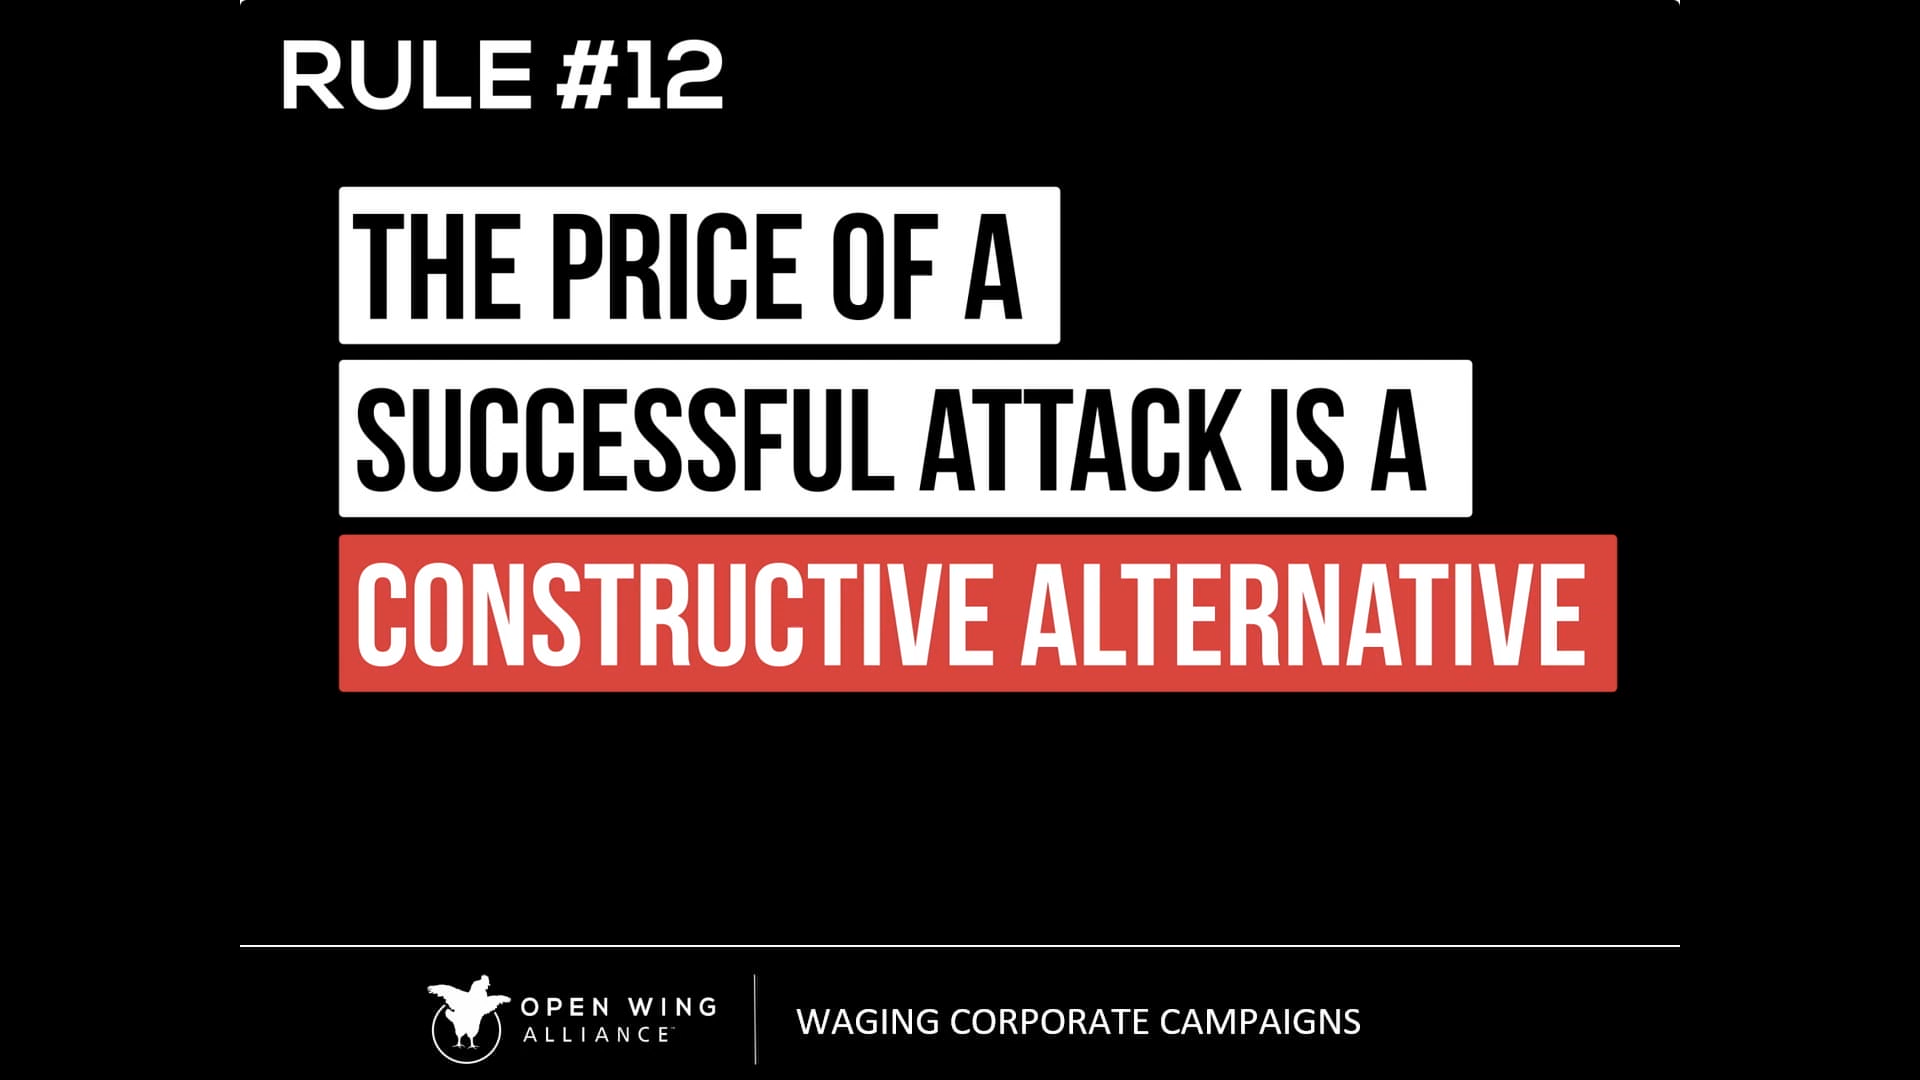 RULE #12
THE PRICE OF A
SUCCESSFUL ATTACK IS A
CONSTRUCTIVE ALTERNATIVE
OPEN WING
ALLIANCE
WAGING CORPORATE CAMPAIGNS